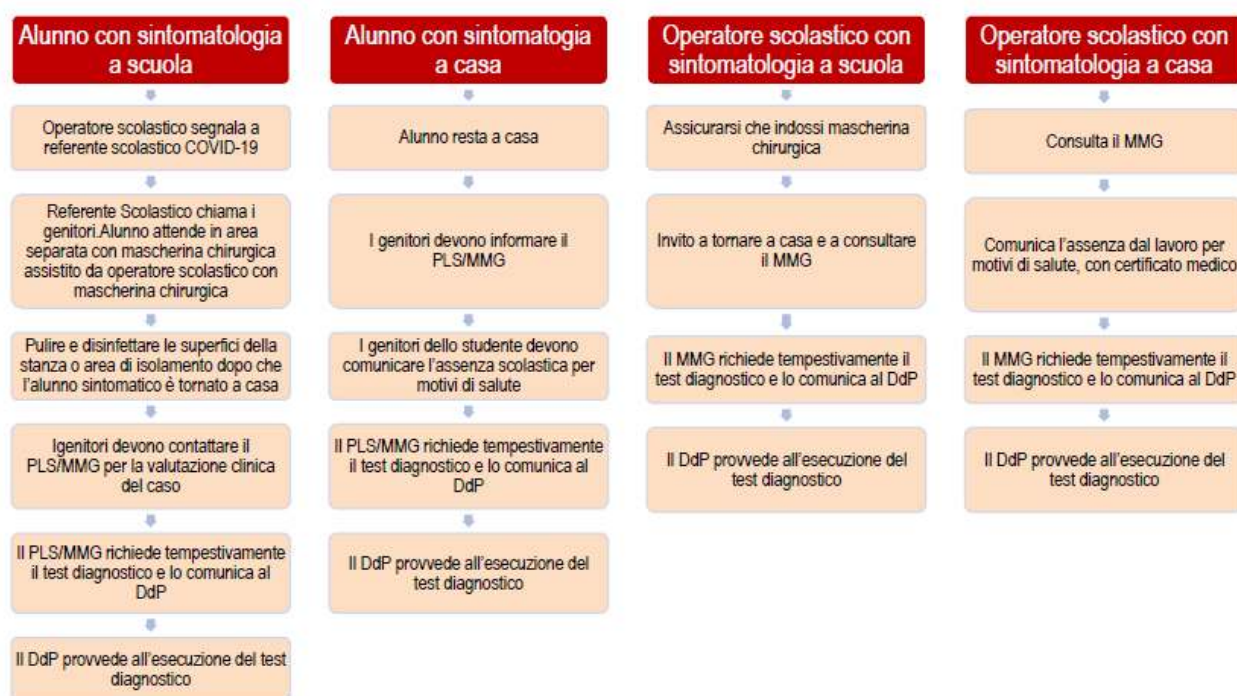 Alunno con sintomatologia
a scuola
Operatore scolastico segnala a
referente scolastico COVID-19
Referente Scolastico chiama i
genitori.Alunno attende in area
separata con mascherina chirurgica
assistito da operatore scolastico con
mascherina chirurgica
Pulire e disinfettare le superfici della
stanza o area di isolamento dopo che
l'alunno sintomatico è tornato a casa
Igenitori devono contattare il
PLS/MMG per la valutazione clinica
del caso
Il PLS/MMG richiede tempestivamente
il test diagnostico e lo comunica al
DdP
Il DdP provvede all'esecuzione del test
diagnostico
Alunno con sintomatogia
a casa
Alunno resta a casa
I genitori devono informare il
PLS/MMG
I genitori dello studente devono
comunicare l'assenza scolastica per
motivi di salute
Il PLS/MMG richiede tempestivamente
il test diagnostico e lo comunica al
DdP
Il DdP provvede all'esecuzione del
test diagnostico
Operatore scolastico con
sintomatologia a scuola
Assicurarsi che indossi mascherina
chirurgica
Invito a tornare a casa e a consultare
il MMG
Il MMG richiede tempestivamente il
test diagnostico e lo comunica al DdP
Il DdP provvede all'esecuzione del
test diagnostico
Operatore scolastico con
sintomatologia a casa
Consulta il MMG
Comunica l'assenza dal lavoro per
motivi di salute, con certificato medico
Il MMG richiede tempestivamente il
test diagnostico e lo comunica al DdP
Il DdP provvede all'esecuzione del
test diagnostico